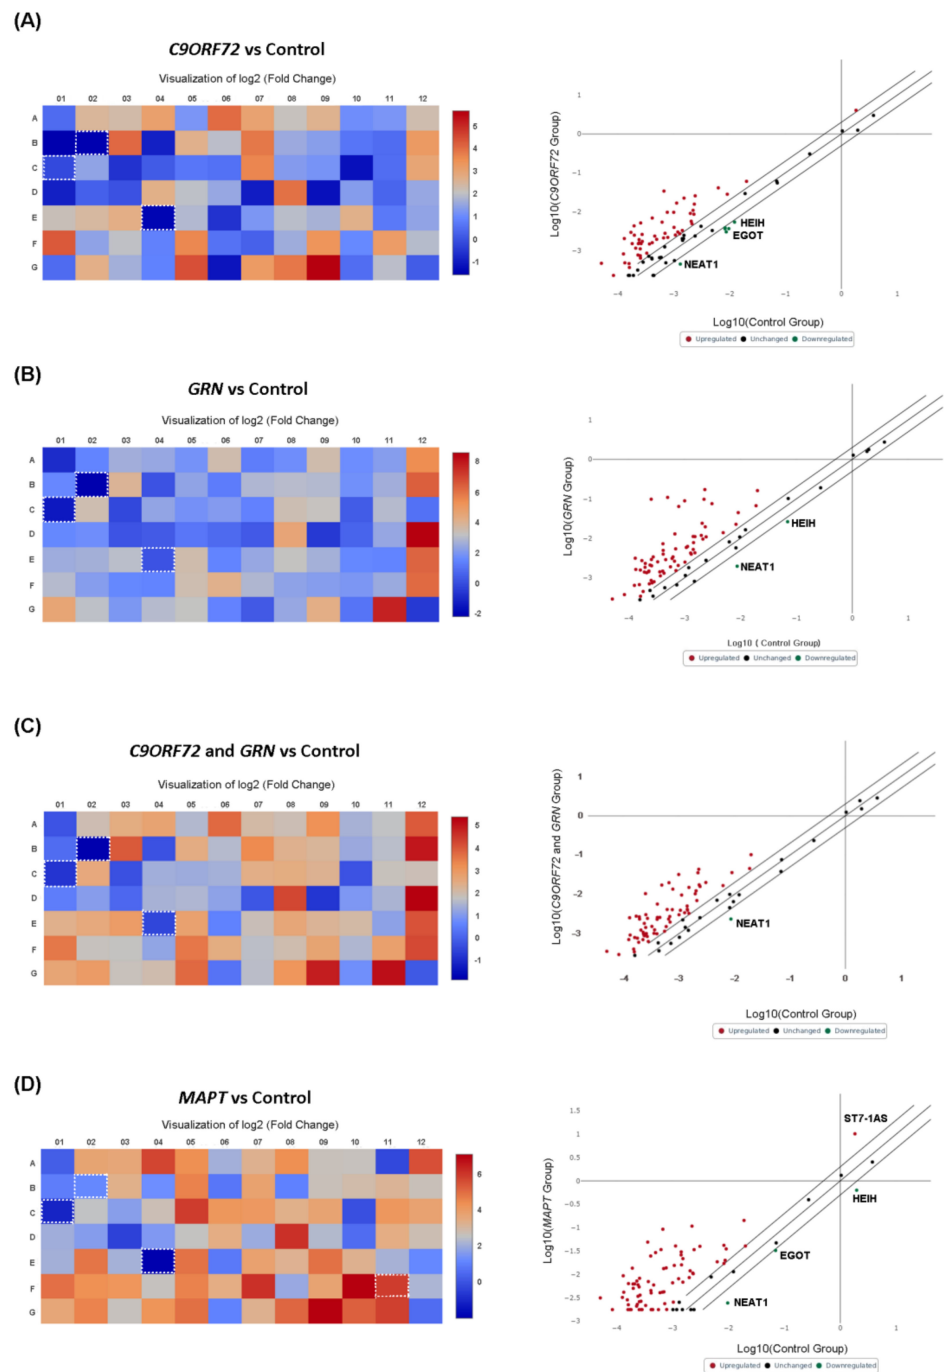 (A)
C9ORF72 vs Control
Visualization of log2 (Fold Change)
01 02 03 04 05 06 07 08 09 10 11 12
A
B
C
D
E
F
G
5
4
3
2
1
0
-1
Log10(C9ORF72 Group)
1
0
-1
-2
-3
HEIH
EGOT
NEAT1
-4 -3 -2 -1 0 1
Log10(Control Group)
Upregulated Unchanged Downregulated
(B)
GRN vs Control
Visualization of log2 (Fold Change)
01 02 03 04 05 06 07 08 09 10 11 12
A
B
C
D
E
F
G
8
6
4
2
0
-2
Log10(GRN Group)
1
0
-1
-2
-3
HEIH
NEAT1
-4 -3 -2 -1 0 1
Log10 ( Control Group)
Upregulated Unchanged Downregulated
(C)
C9ORF72 and GRN vs Control
Visualization of log2 (Fold Change)
01 02 03 04 05 06 07 08 09 10 11 12
A
B
C
D
E
F
G
5
4
3
2
1
0
-1
Log10(C9ORF72 and GRN Group)
1
0
-1
-2
-3
NEAT1
-4 -3 -2 -1 0 1
Log10(Control Group)
Upregulated Unchanged Downregulated
(D)
MAPT vs Control
Visualization of log2 (Fold Change)
01 02 03 04 05 06 07 08 09 10 11 12
A
B
C
D
E
F
G
6
4
2
0
Log10(MAPT Group)
1.5
1
0.5
0
-0.5
-1
-1.5
-2
-2.5
-3
ST7-1AS
HEIH
EGOT
NEAT1
-4 -3 -2 -1 0 1
Log10(Control Group)
Upregulated Unchanged Downregulated